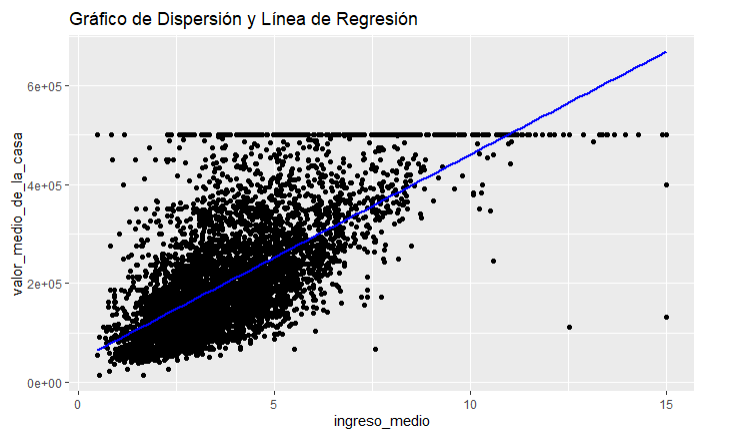 Gráfico de Dispersión y Línea de Regresión
6e+05
4e+05
2e+05
0e+00
valor_medio_de_la_casa
0
5
10
15
ingreso_medio